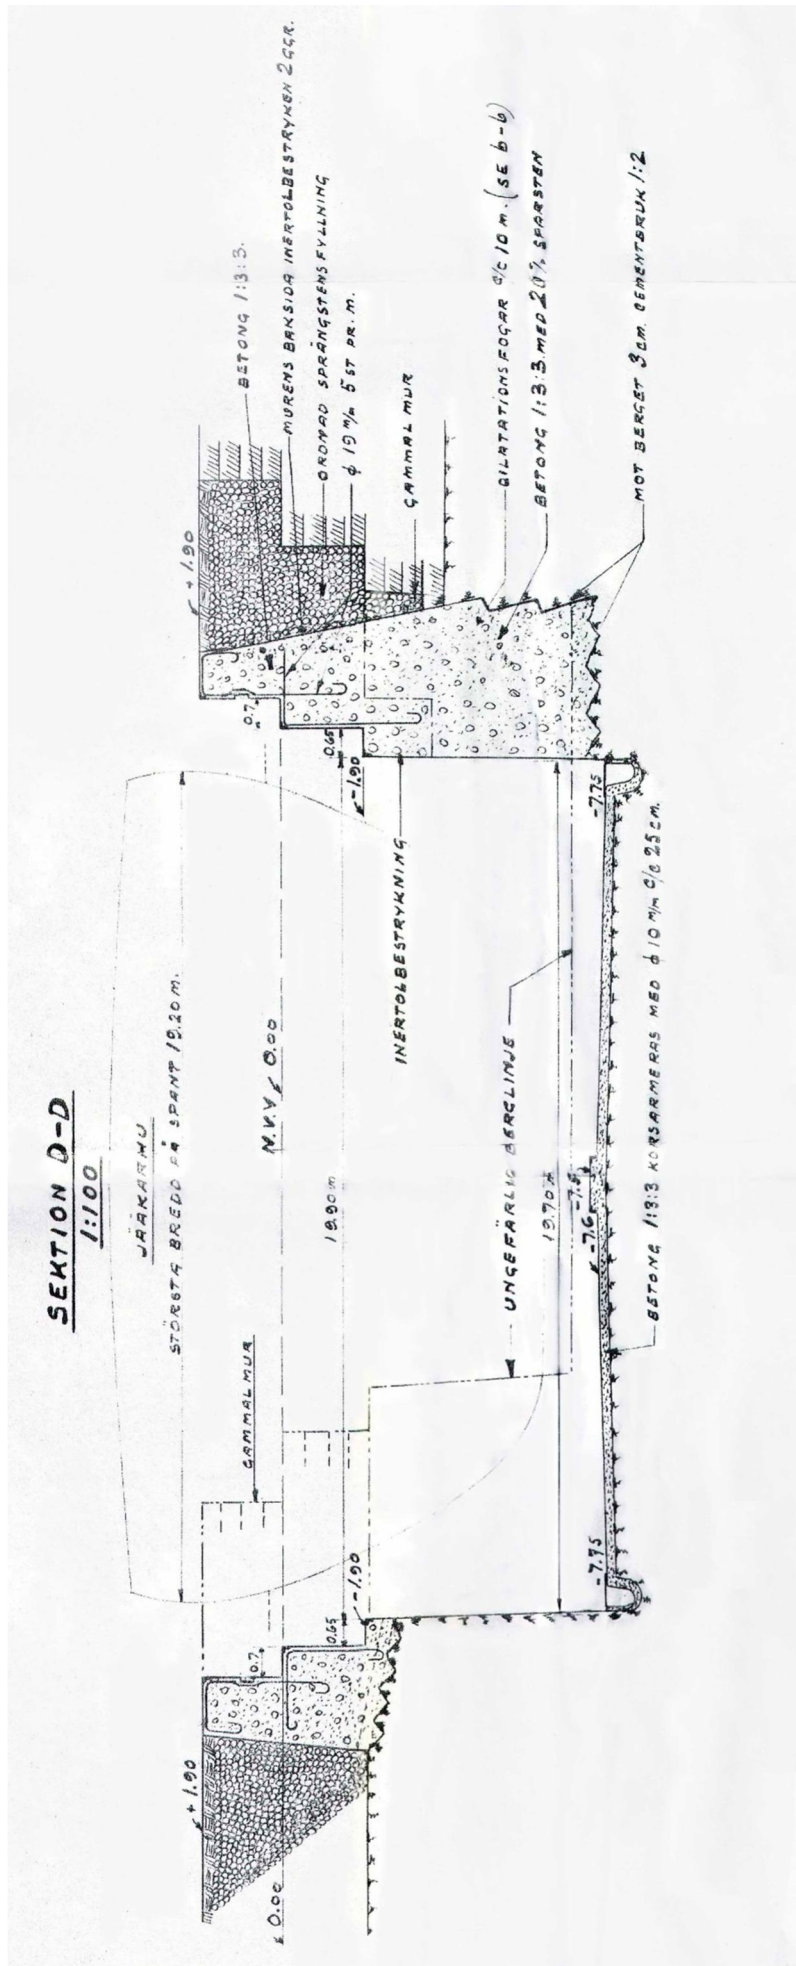 SEKTION D-D
1:100
JÄÄKARHU
STÖRSTA BREDD PÅ SPANT 19.20 M.
GAMMAL MUR
N.V.Y. 0.00
19.90 M
+1.90
0.00
0.7
0.65
-1.90
+1.90
0.7
0.65
-1.90
BETONG 1:3:3.
MURENS BAKSIDA INERTOLBESTRYKEN 2 GGR.
ORDNAD SPRÄNGSTENSFYLLNING
φ 19 m/m 5 ST PR. M.
GAMMAL MUR
INERTOLBESTRYKNING
DILATATIONSFOGAR c/c 10 m. (SE b-b)
BETONG 1:3:3. MED 20% SPARSTEN
UNGEFÄRLIG BERGLINJE
19.70 M
MOT BERGET 3 CM. CEMENTBRUK 1:2
-7.75
-7.6
-7.5
-7.75
BETONG 1:3:3 KORSARMERAS MED φ 10 m/m c/c 25 CM.